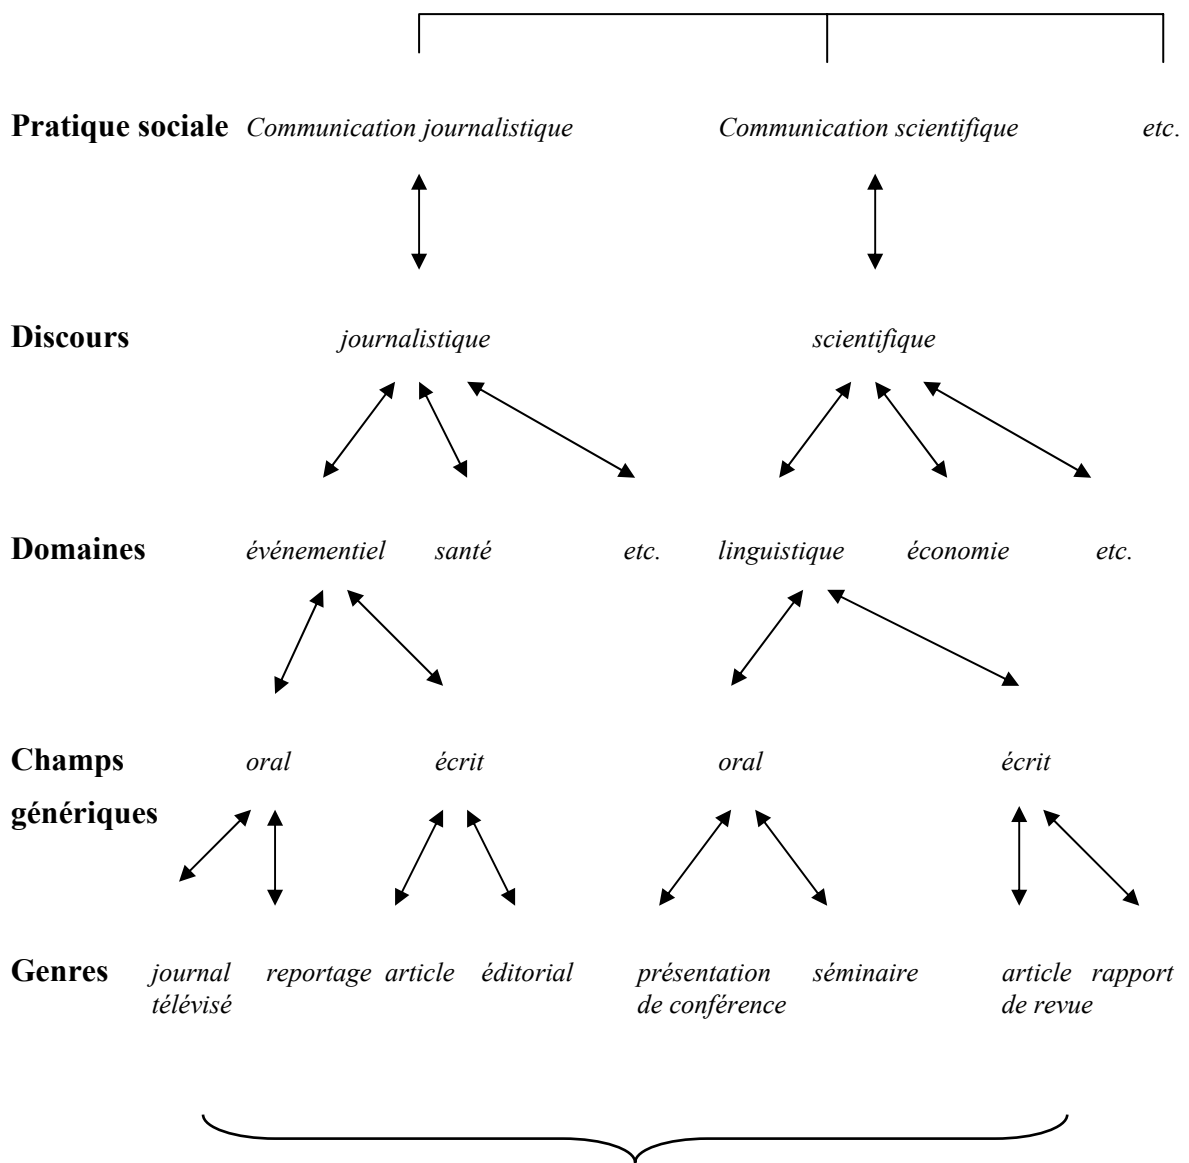 Pratique sociale Communication journalistique Communication scientifique etc.
Discours journalistique scientifique
Domaines événementiel santé etc. linguistique économie etc.
Champs oral écrit oral écrit
génériques
Genres journal reportage article éditorial présentation séminaire article rapport
télévisé de conférence de revue